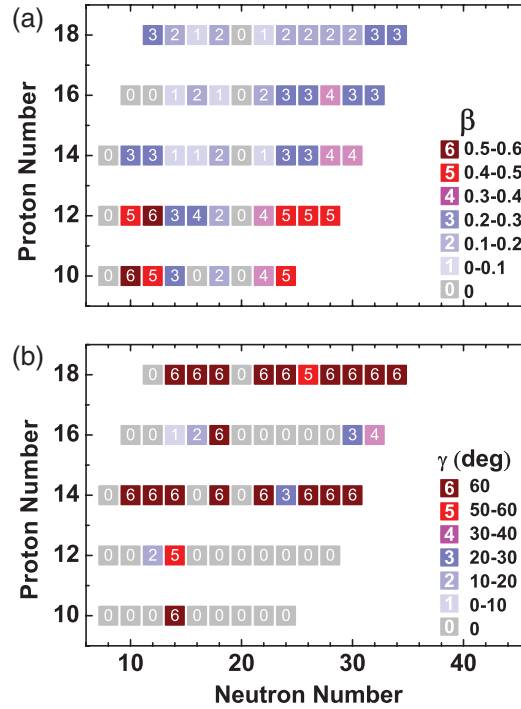 (a)
18 3 2 1 2 0 1 2 2 2 2 3 3
16 0 0 1 2 1 0 2 3 3 4 3 3
14 0 3 3 1 1 2 0 1 3 3 4 4
12 0 5 6 3 4 2 0 4 5 5 5
10 0 6 5 3 0 2 0 4 5
Proton Number
β
6 0.5-0.6
5 0.4-0.5
4 0.3-0.4
3 0.2-0.3
2 0.1-0.2
1 0-0.1
0 0
(b)
18 0 6 6 6 0 6 6 5 6 6 6 6
16 0 0 1 2 6 0 0 0 0 0 3 4
14 0 6 6 6 0 6 0 6 3 6 6 6
12 0 0 2 5 0 0 0 0 0 0 0
10 0 0 0 6 0 0 0 0 0
Proton Number
γ (deg)
6 60
5 50-60
4 30-40
3 20-30
2 10-20
1 0-10
0 0
10 20 30 40
Neutron Number